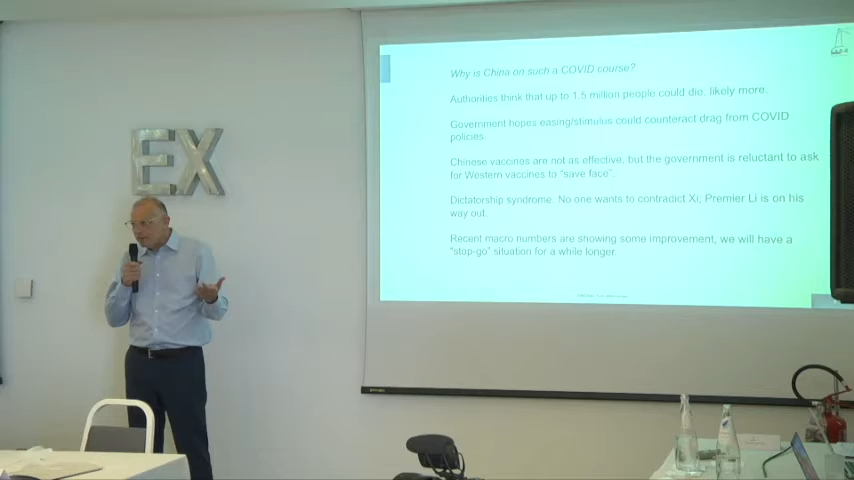 EX
Why is China on such a COVID course?
Authorities think that up to 1.5 million people could die, likely more.
Government hopes easing/stimulus could counteract drag from COVID
policies.
Chinese vaccines are not as effective, but the government is reluctant to ask
for Western vaccines to “save face”.
Dictatorship syndrome. No one wants to contradict Xi, Premier Li is on his
way out.
Recent macro numbers are showing some improvement, we will have a
“stop-go” situation for a while longer.